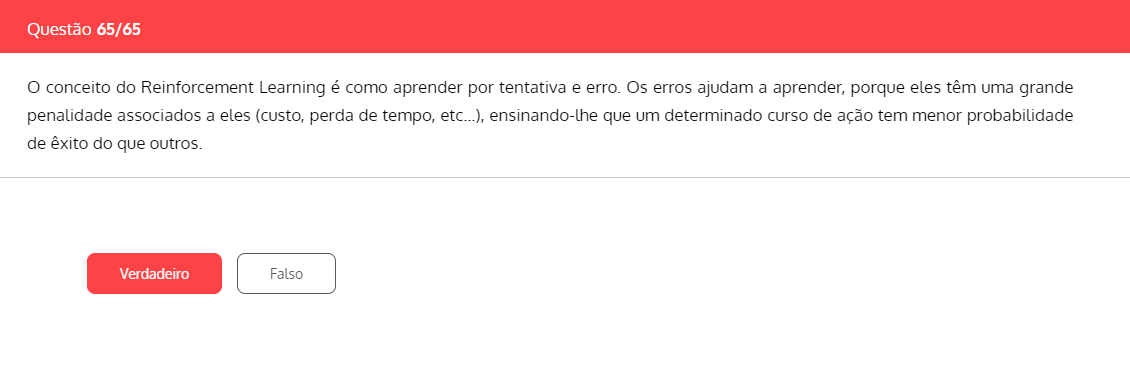 Questão 65/65
O conceito do Reinforcement Learning é como aprender por tentativa e erro. Os erros ajudam a aprender, porque eles têm uma grande
penalidade associados a eles (custo, perda de tempo, etc...), ensinando-lhe que um determinado curso de ação tem menor probabilidade
de êxito do que outros.
Verdadeiro
Falso